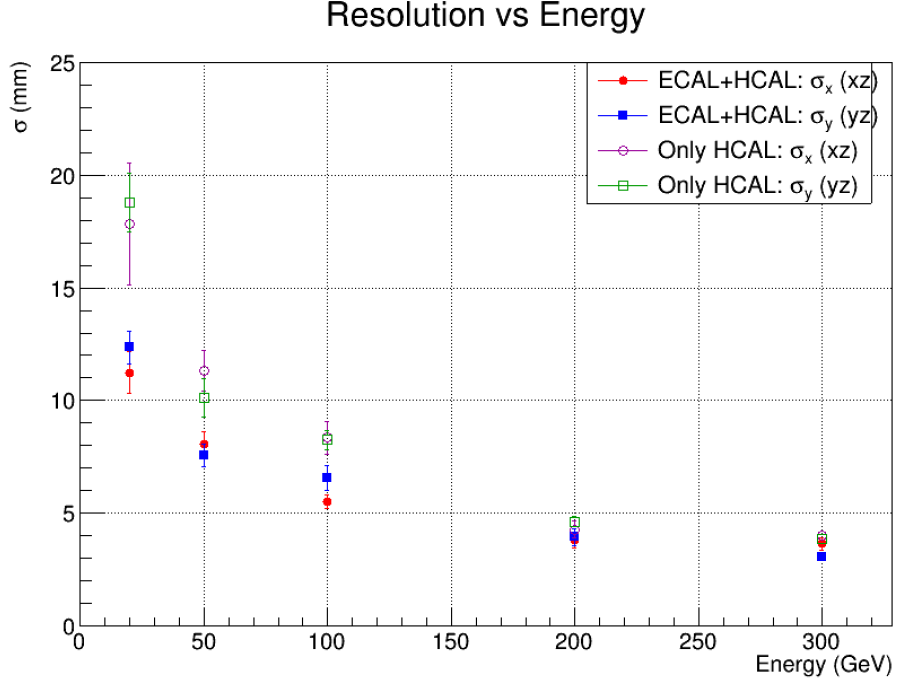 Resolution vs Energy
σ (mm)
25
20
15
10
5
0
ECAL+HCAL: σx (xz)
ECAL+HCAL: σy (yz)
Only HCAL: σx (xz)
Only HCAL: σy (yz)
0 50 100 150 200 250 300
Energy (GeV)